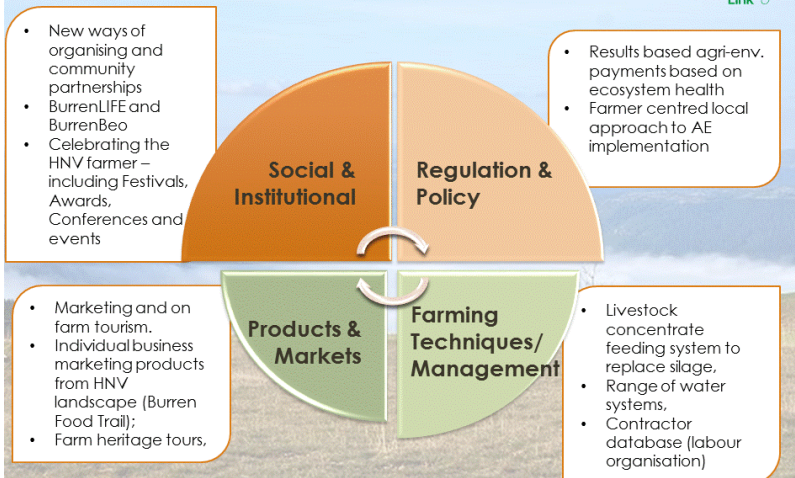 Link
• New ways of
organising and
community
partnerships
• BurrenLIFE and
BurrenBeo
• Celebrating the
HNV farmer –
including Festivals,
Awards,
Conferences and
events
Social &
Institutional
Regulation &
Policy
• Results based agri-env.
payments based on
ecosystem health
• Farmer centred local
approach to AE
implementation
• Marketing and on
farm tourism.
• Individual business
marketing products
from HNV
landscape (Burren
Food Trail);
• Farm heritage tours,
Products &
Markets
Farming
Techniques/
Management
• Livestock
concentrate
feeding system to
replace silage,
• Range of water
systems,
• Contractor
database (labour
organisation)